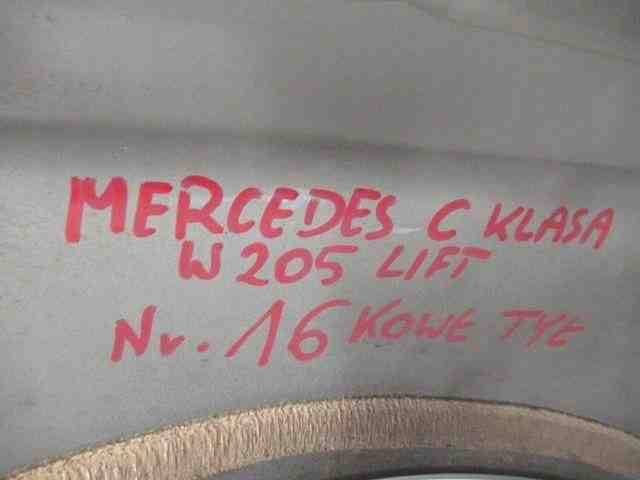 MERCEDES C KLASA
W205 LIFT
Nr. 16 KOWE TYŁ